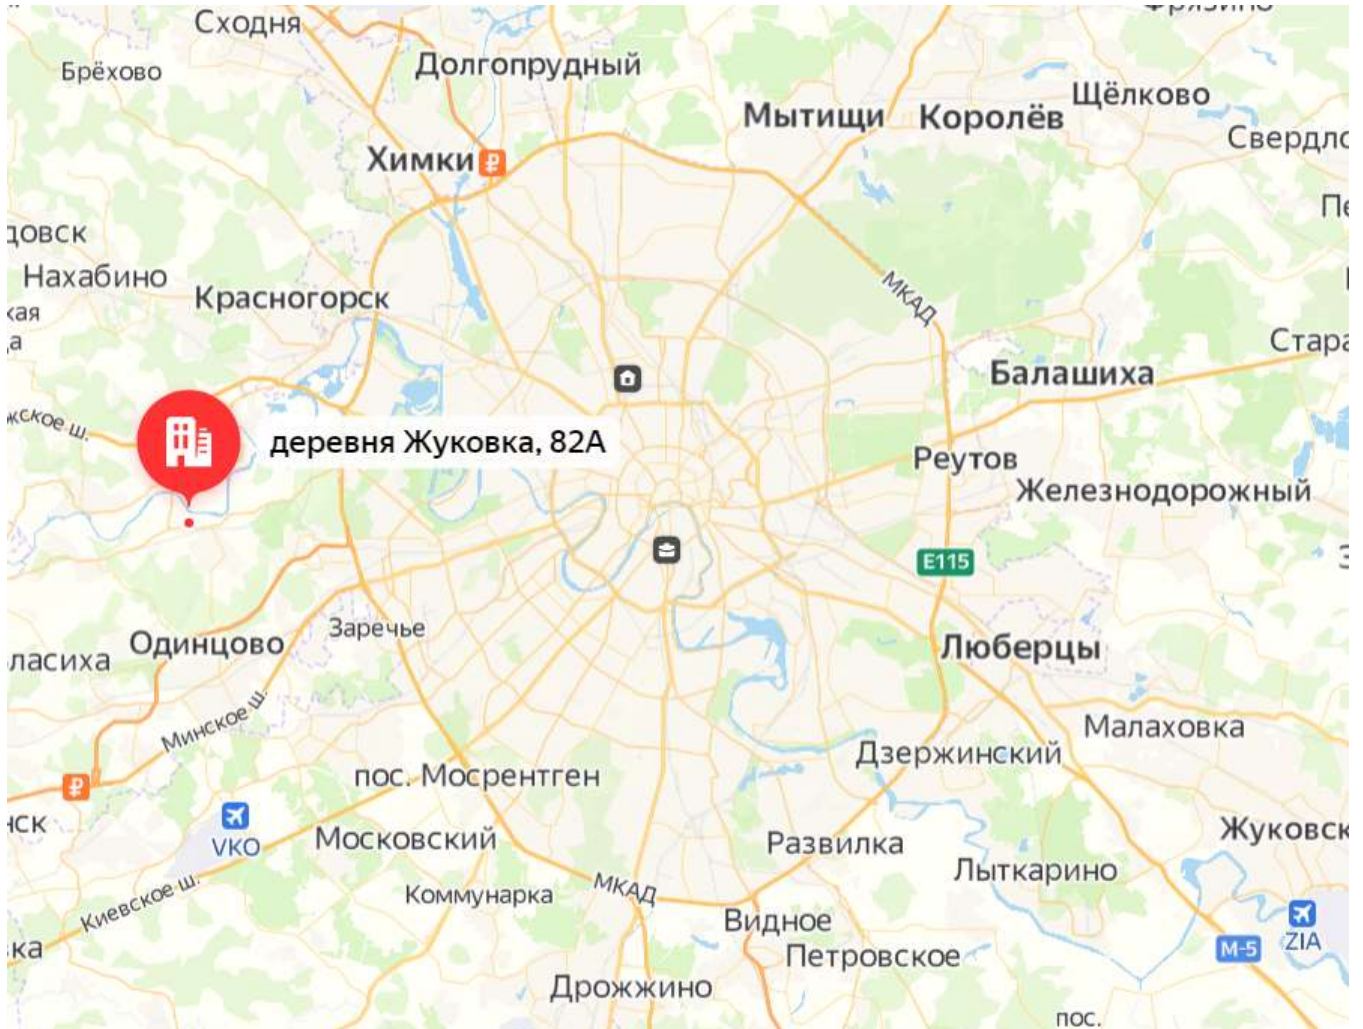 Сходня
Брёхово
Долгопрудный
Мытищи
Королёв
Щёлково
Химки
₽
Нахабино
Красногорск
МКАД
Балашиха
деревня Жуковка, 82А
Реутов
Железнодорожный
E115
Одинцово
Заречье
Люберцы
Минское ш.
Малаховка
Дзержинский
пос. Мосрентген
₽
VKO
Московский
Развилка
Лыткарино
Киевское ш.
Коммунарка
МКАД
Видное
Петровское
M-5
ZIA
Дрожжино
пос.